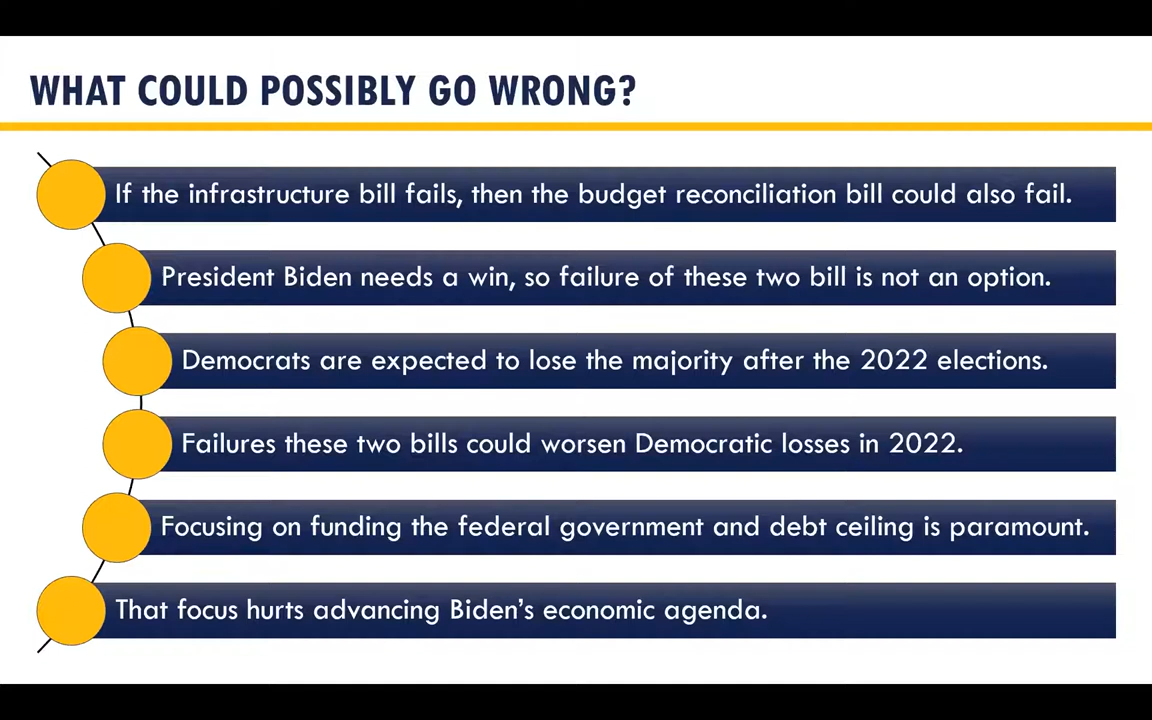 WHAT COULD POSSIBLY GO WRONG?
If the infrastructure bill fails, then the budget reconciliation bill could also fail.
President Biden needs a win, so failure of these two bill is not an option.
Democrats are expected to lose the majority after the 2022 elections.
Failures these two bills could worsen Democratic losses in 2022.
Focusing on funding the federal government and debt ceiling is paramount.
That focus hurts advancing Biden’s economic agenda.